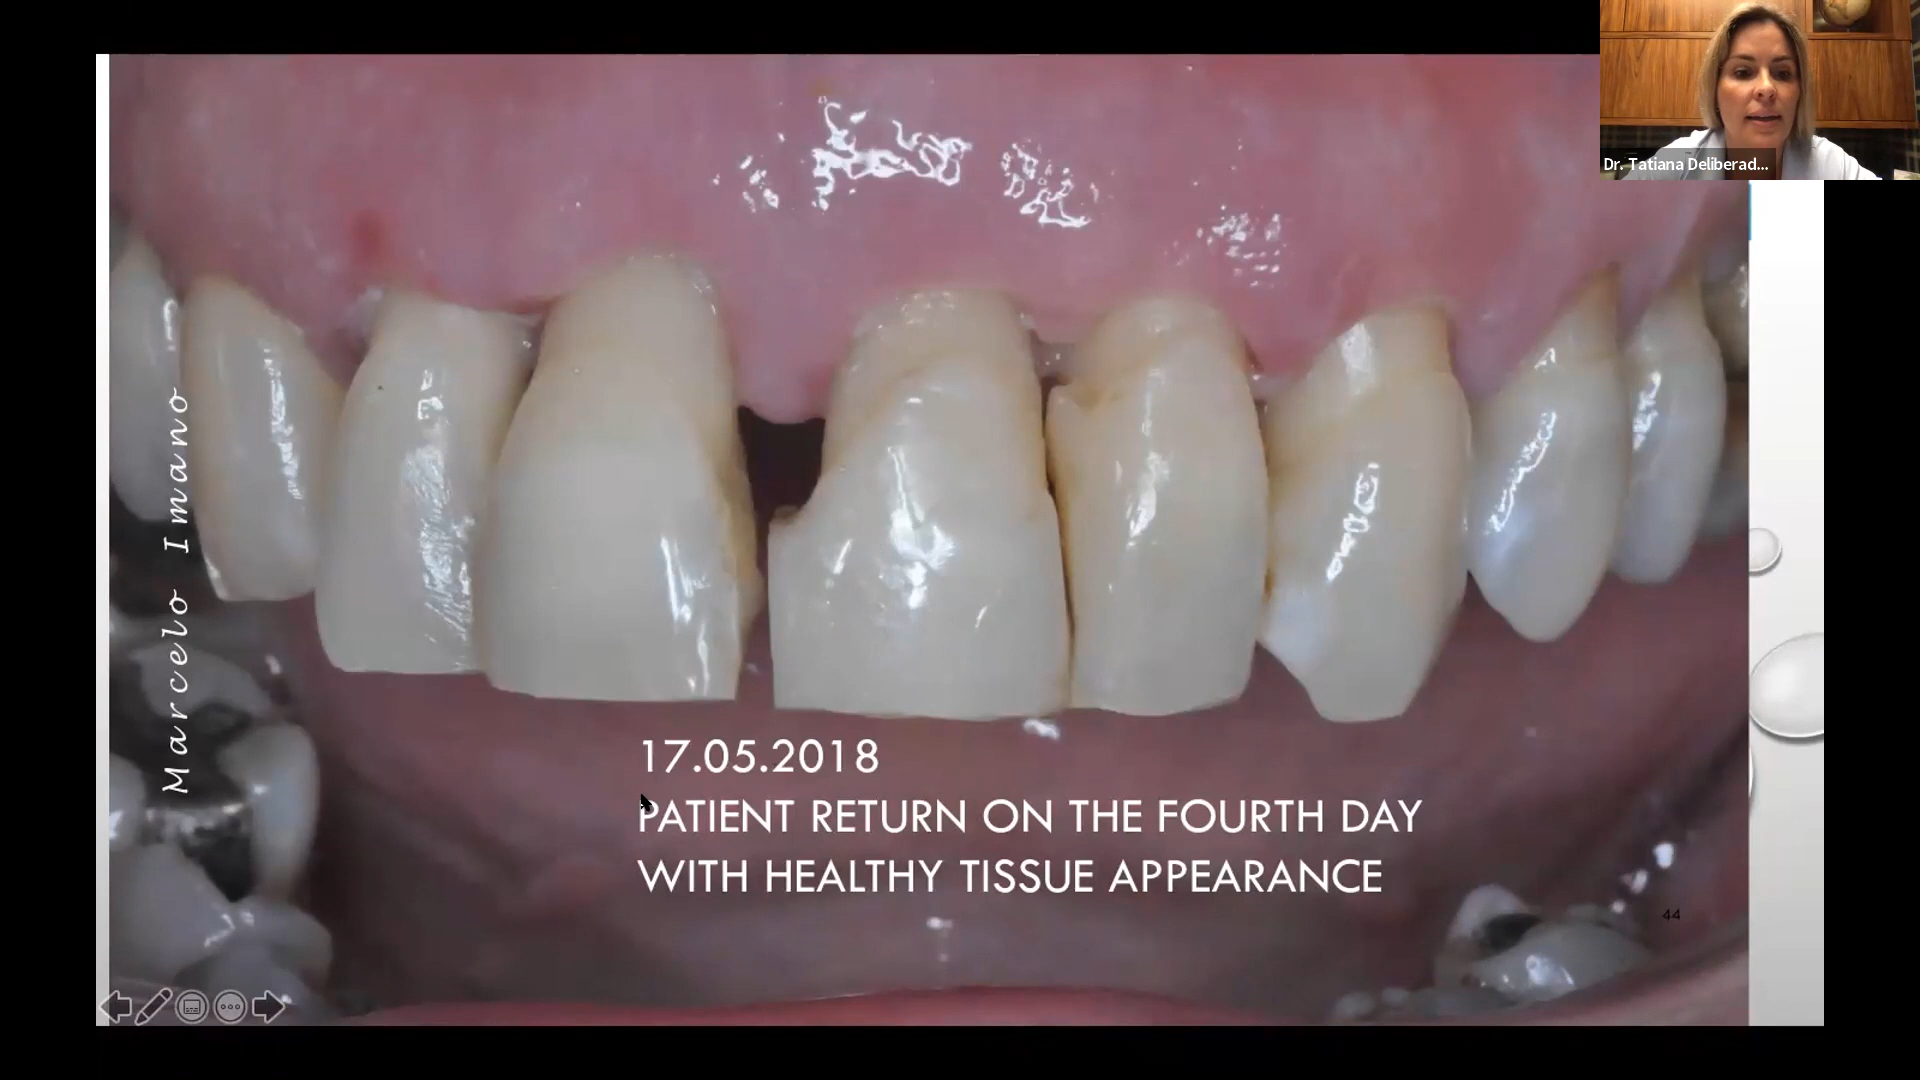 Dr. Tatiana Deliberad...
Marcelo Imano
17.05.2018
PATIENT RETURN ON THE FOURTH DAY
WITH HEALTHY TISSUE APPEARANCE
44